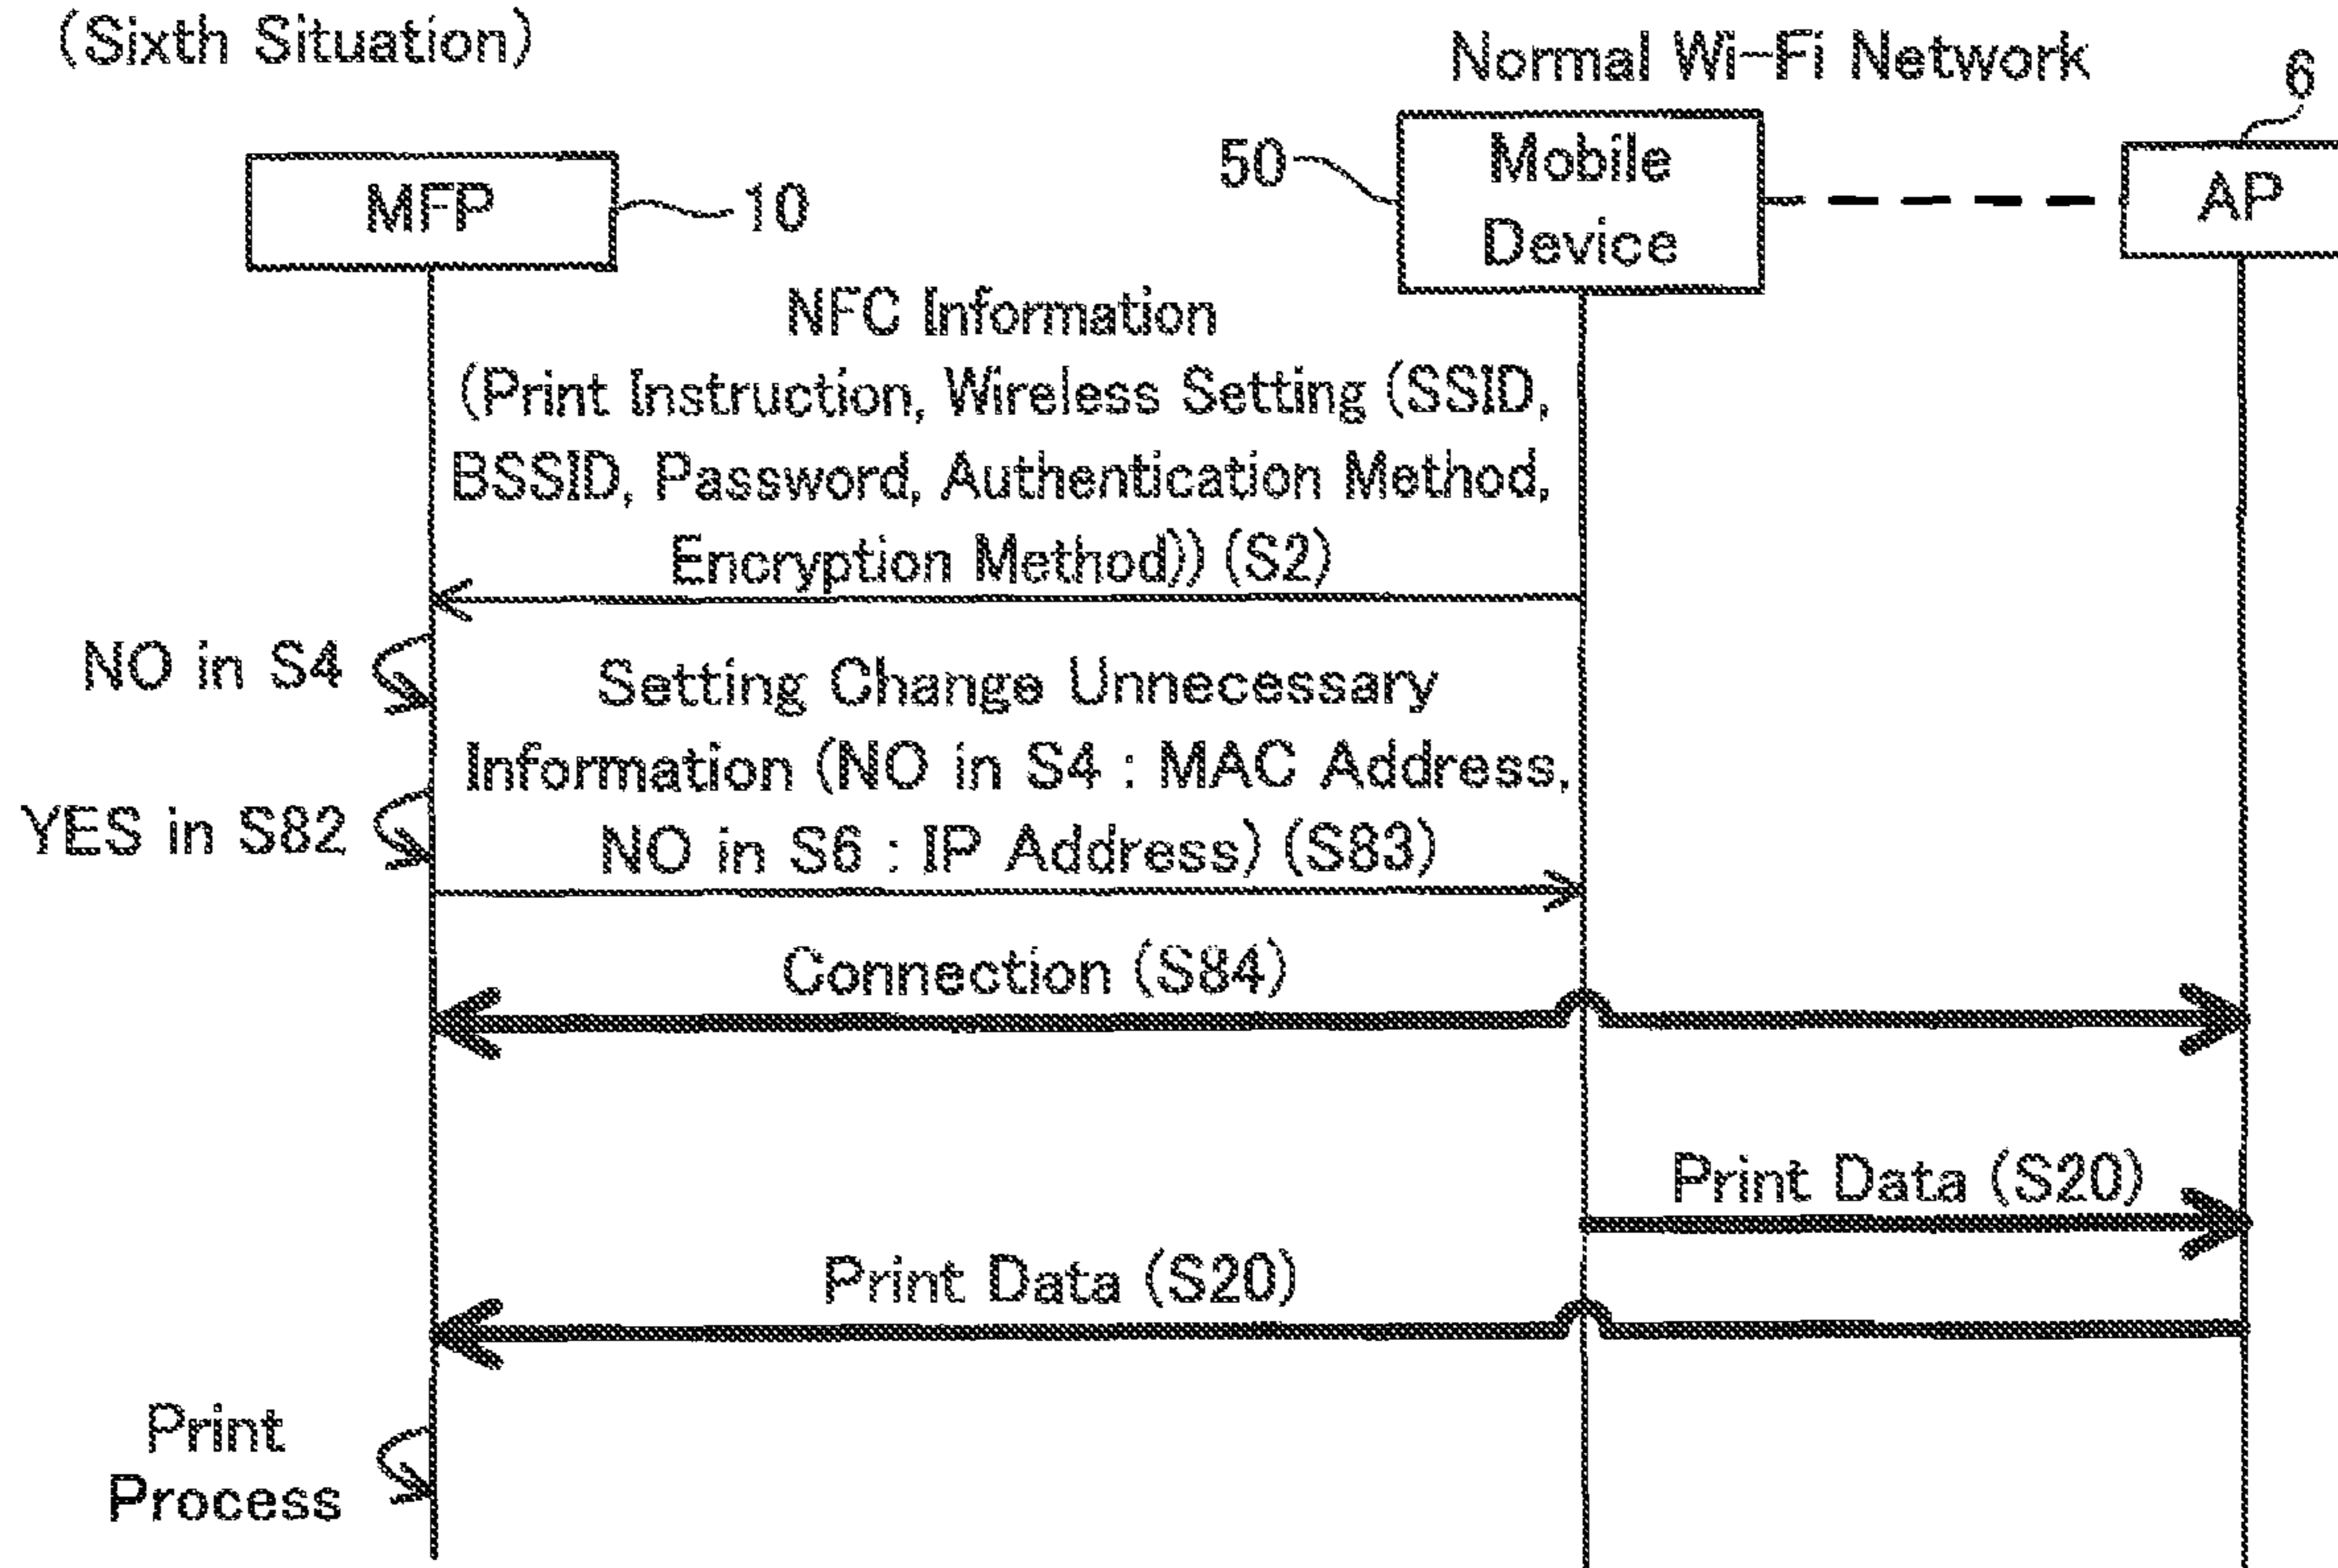 (Sixth Situation)
Normal Wi-Fi Network
6
MFP
10
50
Mobile
Device
AP
NFC Information
(Print Instruction, Wireless Setting (SSID,
BSSID, Password, Authentication Method,
Encryption Method)) (S2)
NO in S4
Setting Change Unnecessary
Information (NO in S4 : MAC Address,
NO in S6 : IP Address) (S83)
YES in S82
Connection (S84)
Print Data (S20)
Print Data (S20)
Print
Process